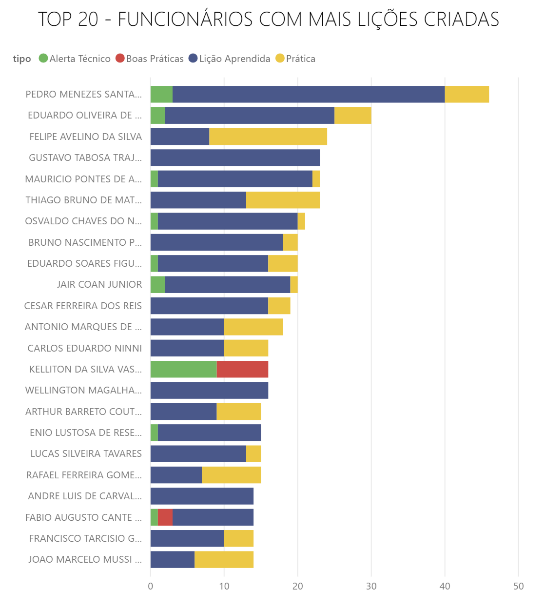 TOP 20 - FUNCIONÁRIOS COM MAIS LIÇÕES CRIADAS
tipo Alerta Técnico Boas Práticas Lição Aprendida Prática
PEDRO MENEZES SANTA...
EDUARDO OLIVEIRA DE ...
FELIPE AVELINO DA SILVA
GUSTAVO TABOSA TRAJ...
MAURICIO PONTES DE A...
THIAGO BRUNO DE MAT...
OSVALDO CHAVES DO N...
BRUNO NASCIMENTO P...
EDUARDO SOARES FIGU...
JAIR COAN JUNIOR
CESAR FERREIRA DOS REIS
ANTONIO MARQUES DE ...
CARLOS EDUARDO NINNI
KELLITON DA SILVA VAS...
WELLINGTON MAGALHA...
ARTHUR BARRETO COUT...
ENIO LUSTOSA DE RESE...
LUCAS SILVEIRA TAVARES
RAFAEL FERREIRA GOME...
ANDRE LUIS DE CARVAL...
FABIO AUGUSTO CANTE ...
FRANCISCO TARCISIO G...
JOAO MARCELO MUSSI ...
0 10 20 30 40 50